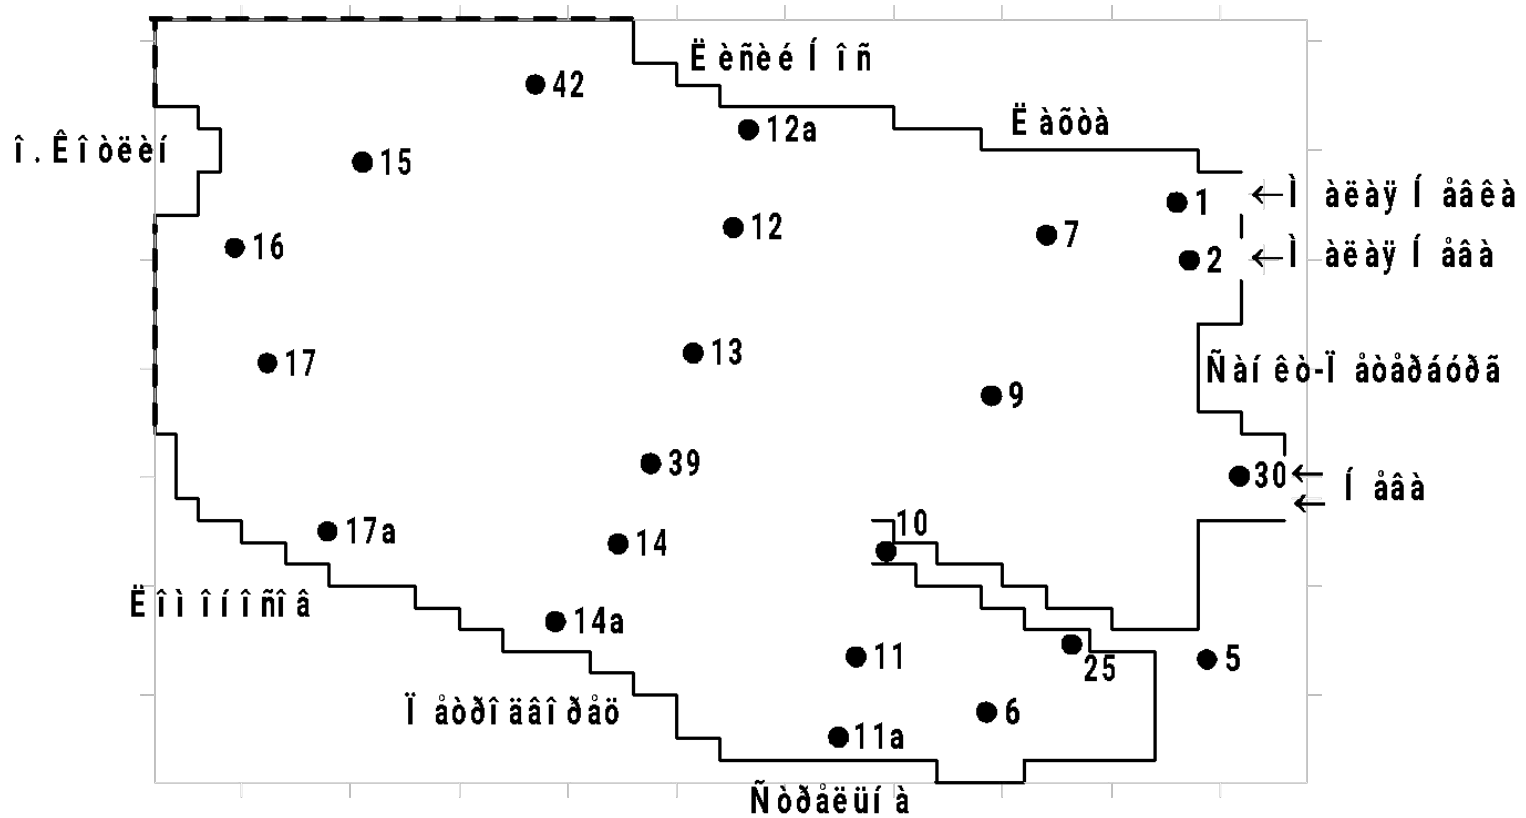 Ëèñèé Íîñ
42
Ëàõòà
12a
î.Êîòëèí
15
1
←Ìàëàÿ Íåâêà
12
7
16
2
←Ìàëàÿ Íåâà
13
17
Ñàíêò-Ïåòåðáóðã
9
39
30
Íåâà
10
17a
14
Ëîìîíîñîâ
14a
11
25
5
Ïåòðîäâîðåö
6
11a
Ñòðåëüíà